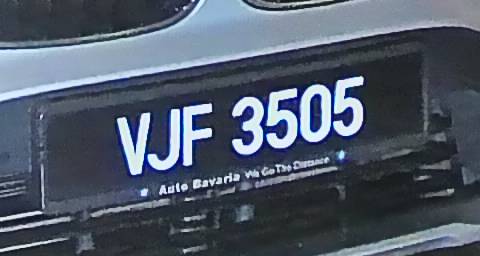 VJF 3505
Auto Bavaria We Go The Distance